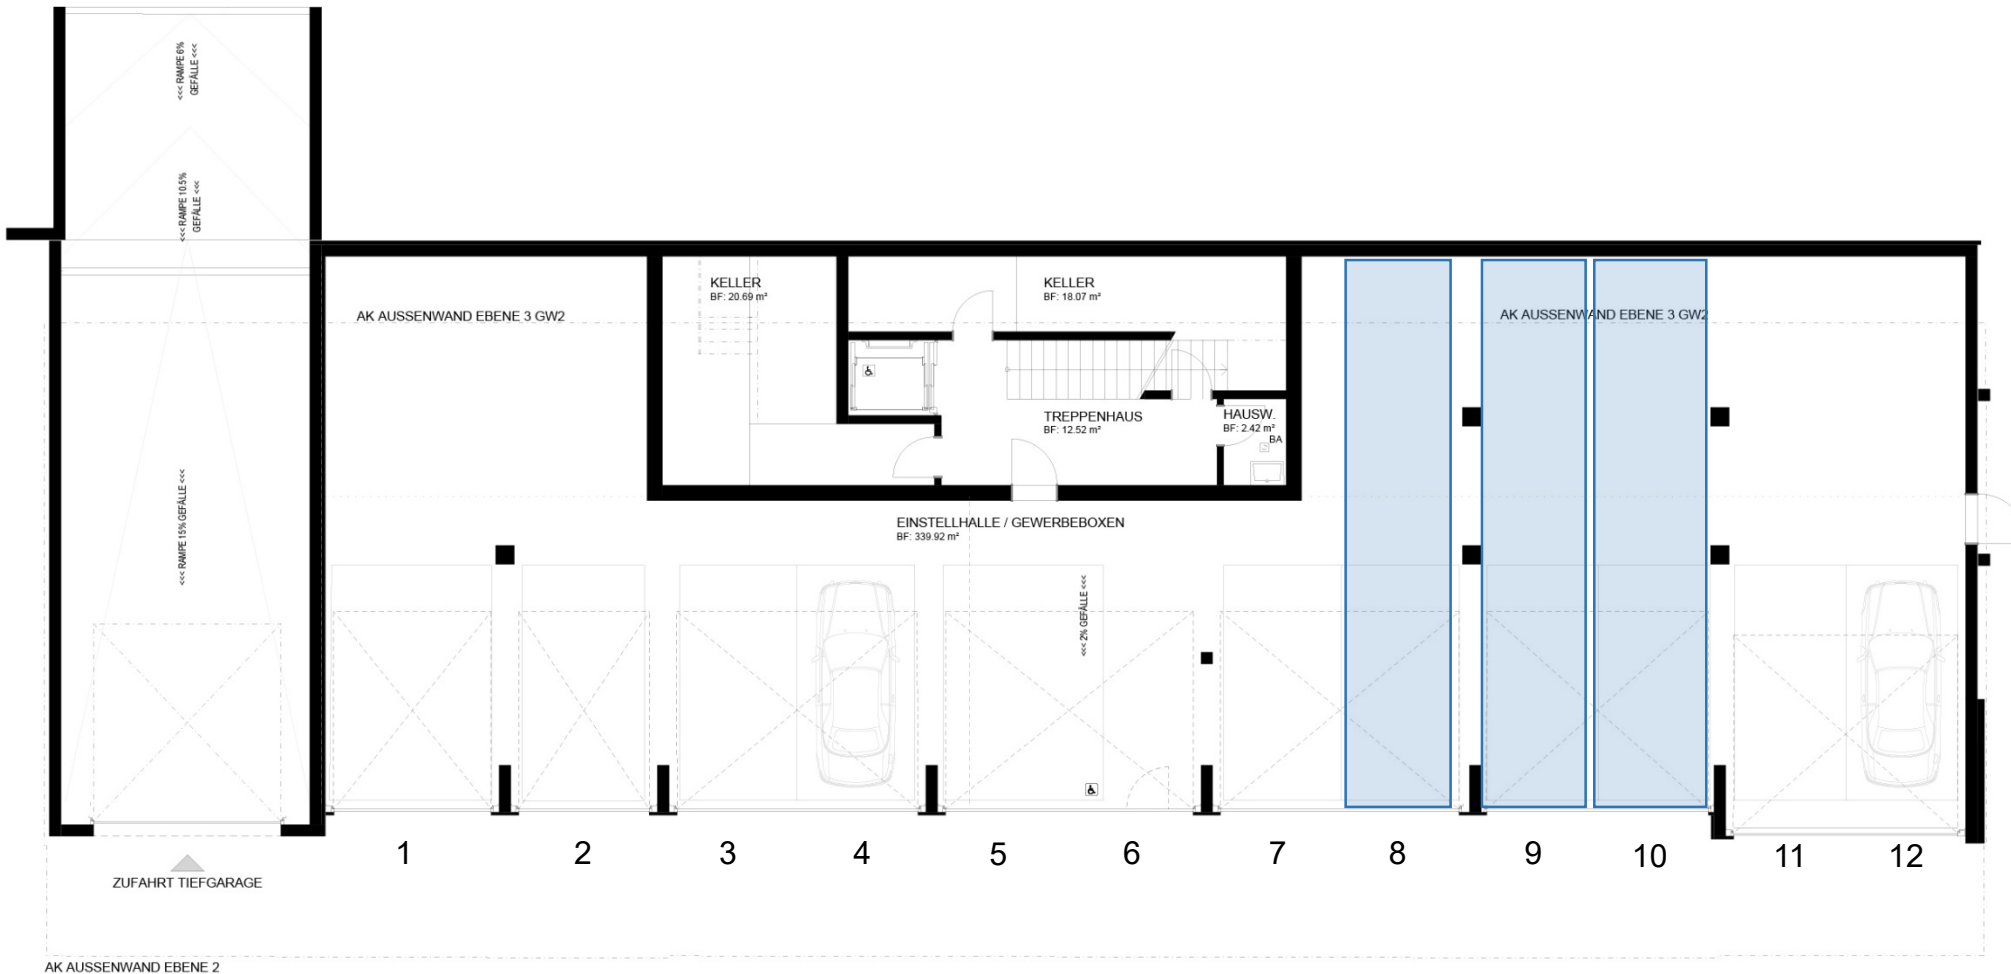 <<< RAMPE 6%
GEFÄLLE <<<
<<< RAMPE 10.5%
GEFÄLLE <<<
<<< RAMPE 15% GEFÄLLE <<<
AK AUSSENWAND EBENE 3 GW2
KELLER
BF: 20.69 m²
KELLER
BF: 18.07 m²
AK AUSSENWAND EBENE 3 GW2
TREPPENHAUS
BF: 12.52 m²
HAUSW.
BF: 2.42 m²
BA
EINSTELLHALLE / GEWERBEBOXEN
BF: 339.92 m²
<<< 2% GEFÄLLE <<<
1
2
3
4
5
6
7
8
9
10
11
12
ZUFAHRT TIEFGARAGE
AK AUSSENWAND EBENE 2